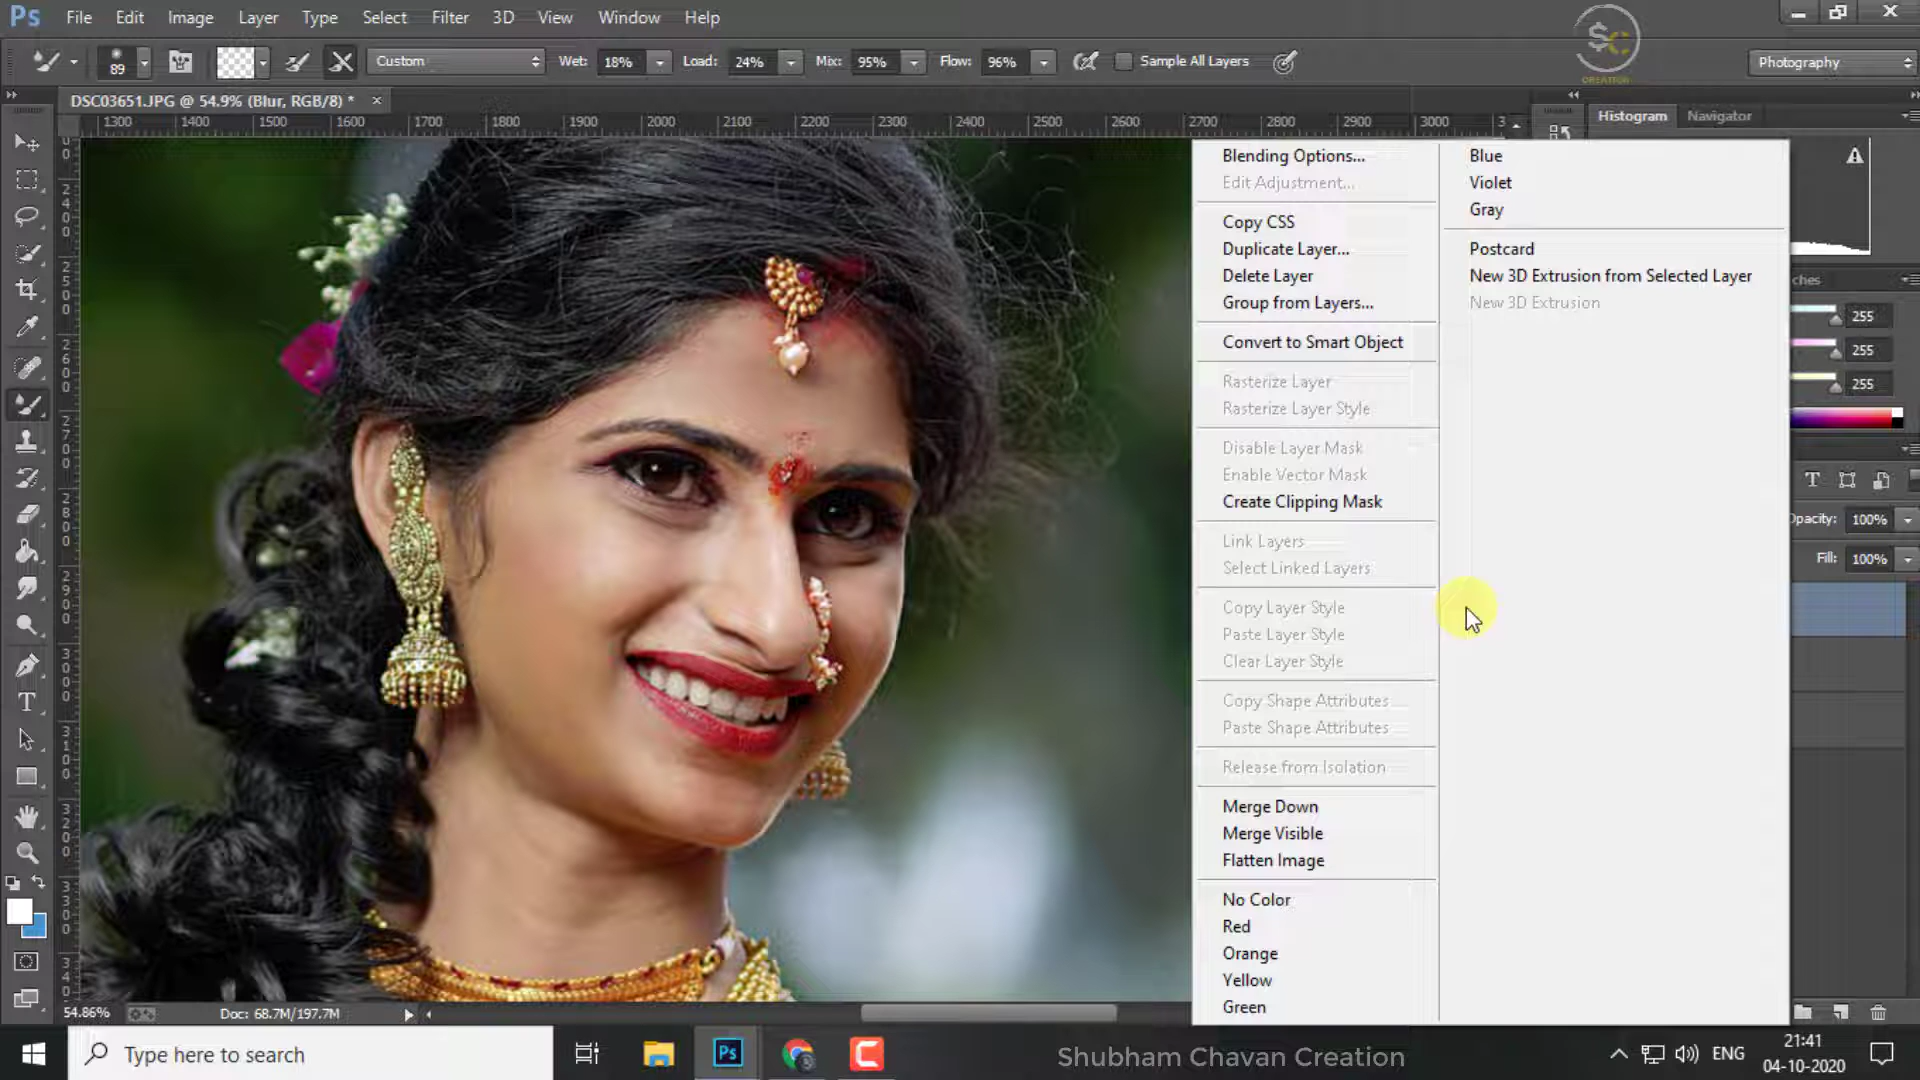 Ps File Edit Image Layer Select Type Filter 3D View Window Help
89 Custom Wet: 18% Load: 24% Mix: 95% Flow: 96% Sample All Layers Photography
SC CREATION
DSC03651.JPG @ 54.9% (Blur, RGB/8) * ×
Histogram Navigator
1300 1400 1500 1600 1700 1800 1900 2000 2100 2200 2300 2400 2500 2600 2700 2800 2900 3000
Blending Options...
Edit Adjustment...
Copy CSS
Duplicate Layer...
Delete Layer
Group from Layers...
Convert to Smart Object
Rasterize Layer
Rasterize Layer Style
Disable Layer Mask
Enable Vector Mask
Create Clipping Mask
Link Layers
Select Linked Layers
Copy Layer Style
Paste Layer Style
Clear Layer Style
Copy Shape Attributes
Paste Shape Attributes
Release from Isolation
Merge Down
Merge Visible
Flatten Image
No Color
Red
Orange
Yellow
Green
Blue
Violet
Gray
Postcard
New 3D Extrusion from Selected Layer
New 3D Extrusion
ches
255
255
255
Opacity: 100%
Fill: 100%
54.86% Doc: 68.7M/197.7M
Type here to search
Ps
Shubham Chavan Creation
ENG
21:41
04-10-2020